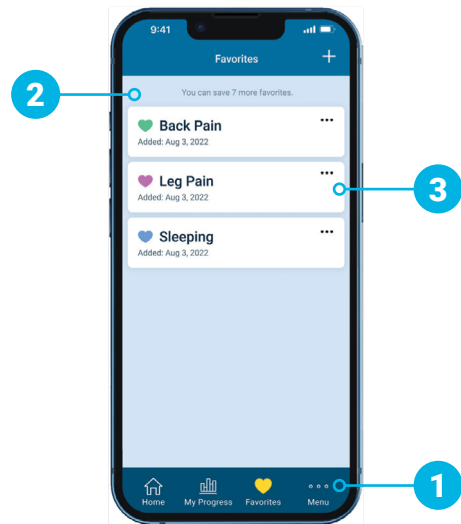 9:41
Favorites
+
2
You can save 7 more favorites.
Back Pain
Added: Aug 3, 2022
Leg Pain
Added: Aug 3, 2022
3
Sleeping
Added: Aug 3, 2022
1
Home My Progress Favorites Menu